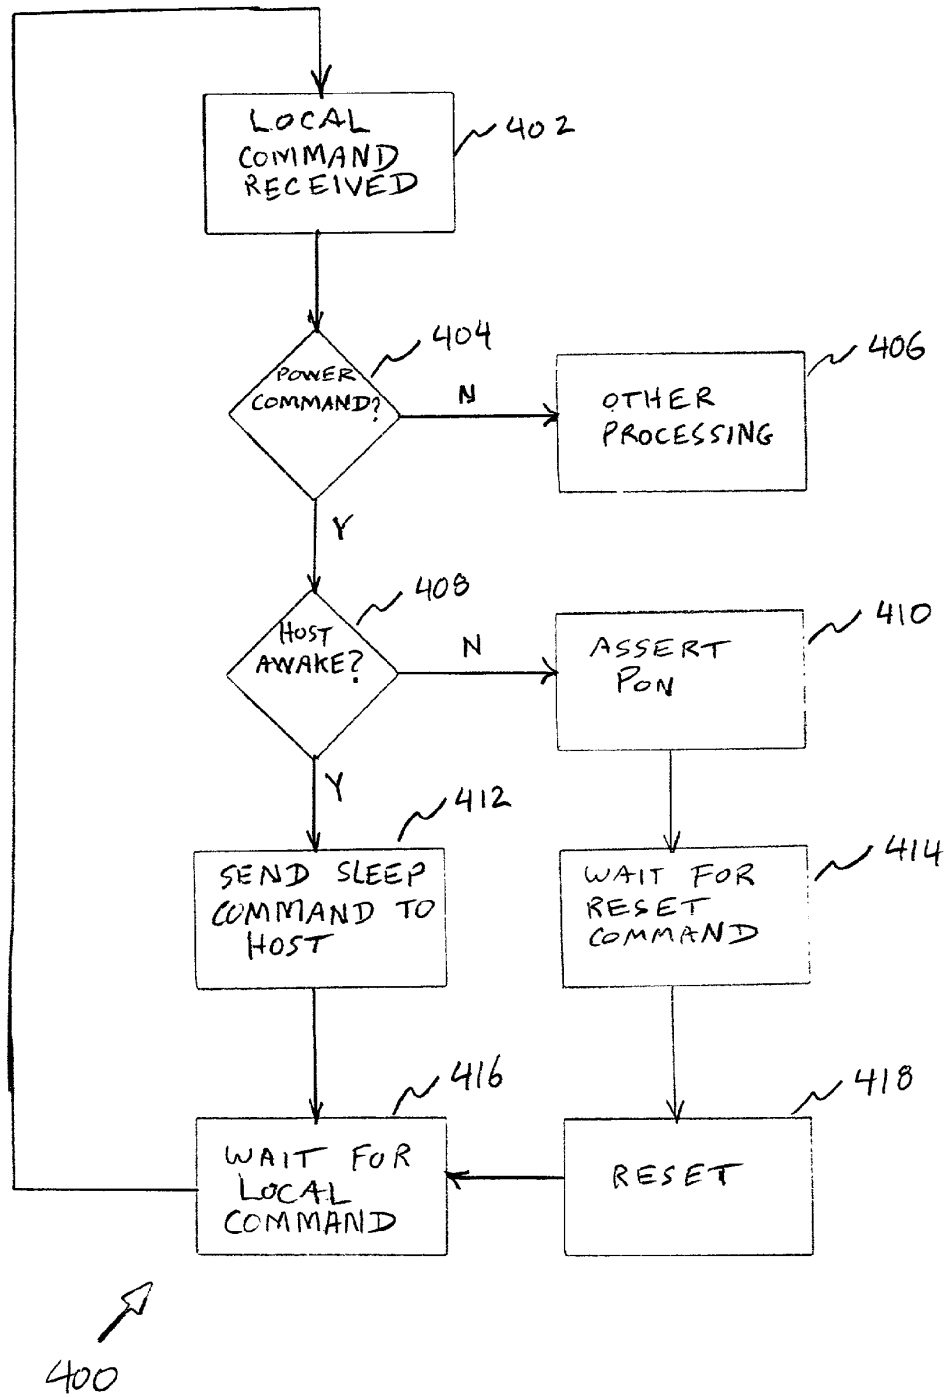 LOCAL
COMMAND
RECEIVED
402
POWER
COMMAND?
404
N
OTHER
PROCESSING
406
Y
HOST
AWAKE?
408
N
ASSERT
PON
410
Y
SEND SLEEP
COMMAND TO
HOST
412
WAIT FOR
RESET
COMMAND
414
WAIT FOR
LOCAL
COMMAND
416
RESET
418
400